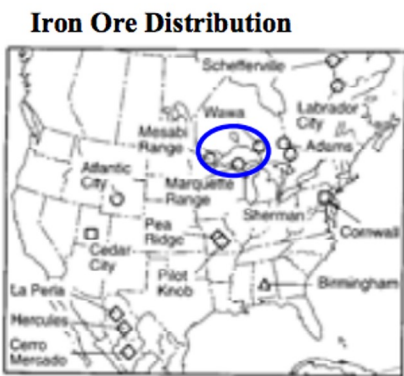 Iron Ore Distribution
Schefferville
Wawa
Labrador
City
Mesabi
Range
Adams
Atlantic
City
Marquette
Range
Sherman
Cornwall
Pea
Ridge
Cedar
City
Pilot
Knob
La Perla
Birmingham
Hercules
Cerro
Mercado